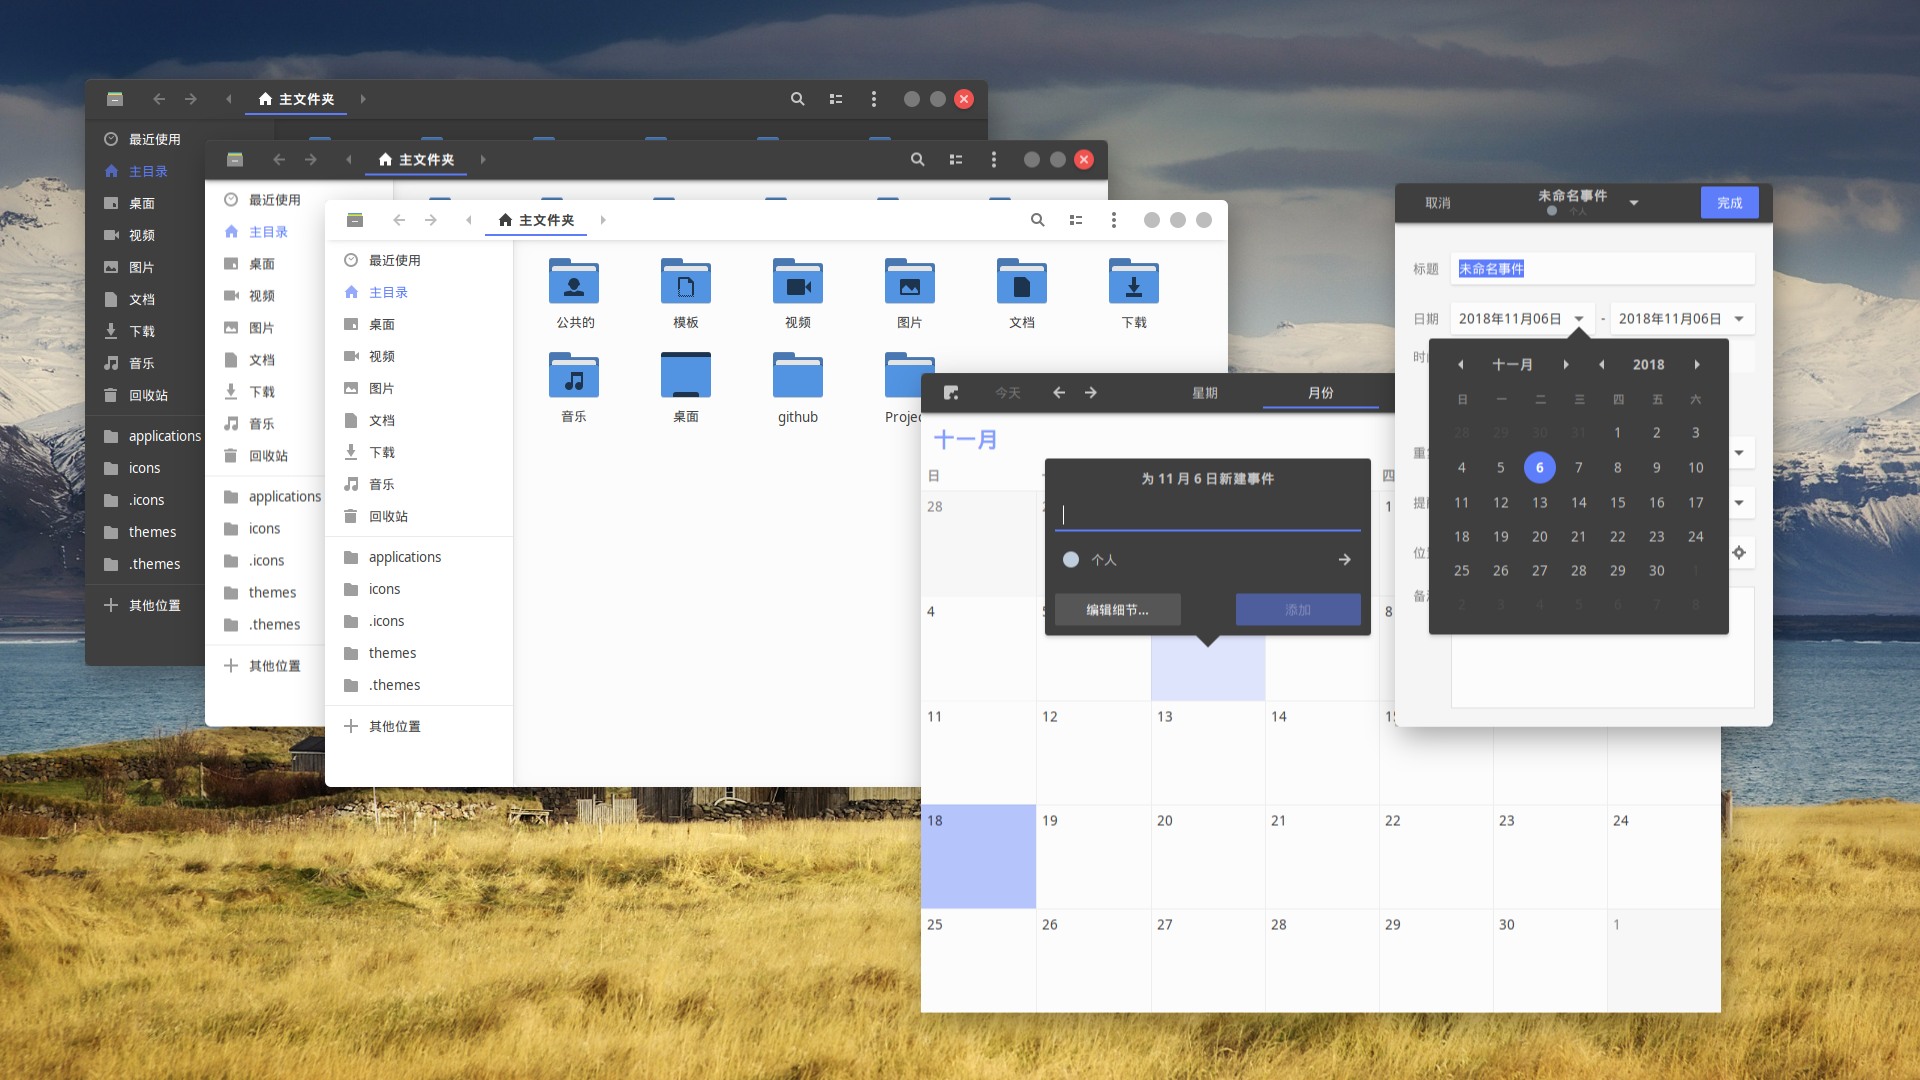 主文件夹
最近使用
主目录
桌面
视频
图片
文档
下载
音乐
回收站
applications
icons
.icons
themes
.themes
其他位置
主文件夹
最近使用
主目录
桌面
视频
图片
文档
下载
音乐
回收站
applications
icons
.icons
themes
.themes
其他位置
主文件夹
最近使用
主目录
桌面
视频
图片
文档
下载
音乐
回收站
applications
icons
.icons
themes
.themes
其他位置
公共的 模板 视频 图片 文档 下载
音乐 桌面 github Projec
今天 星期 月份
十一月
日 四
28 1
4 8
11 12 13 14
18 19 20 21 22 23 24
25 26 27 28 29 30 1
为 11 月 6 日新建事件
个人
编辑细节... 添加
取消 未命名事件 完成
个人
标题 未命名事件
日期 2018年11月06日 - 2018年11月06日
十一月 2018
日 一 二 三 四 五 六
28 29 30 31 1 2 3
4 5 6 7 8 9 10
11 12 13 14 15 16 17
18 19 20 21 22 23 24
25 26 27 28 29 30 1
2 3 4 5 6 7 8